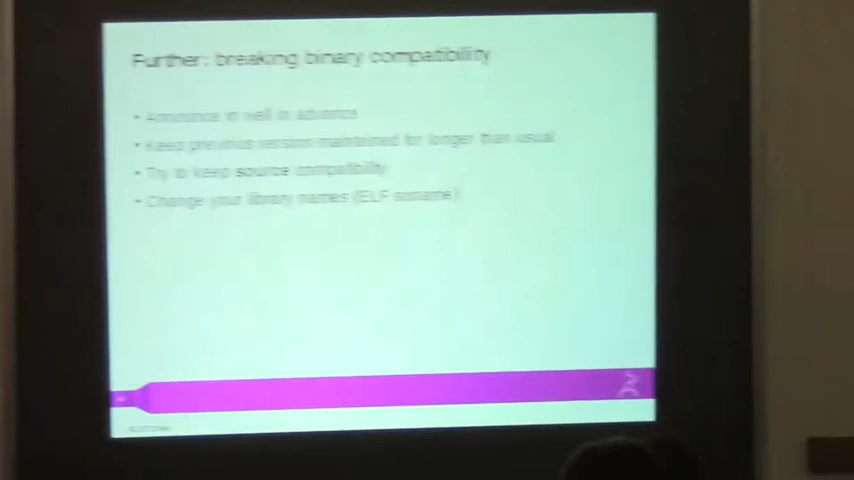 Further: breaking binary compatibility
• Announce it well in advance
• Keep previous version maintained for longer than usual
• Try to keep source compatibility
• Change your library names (ELF soname)